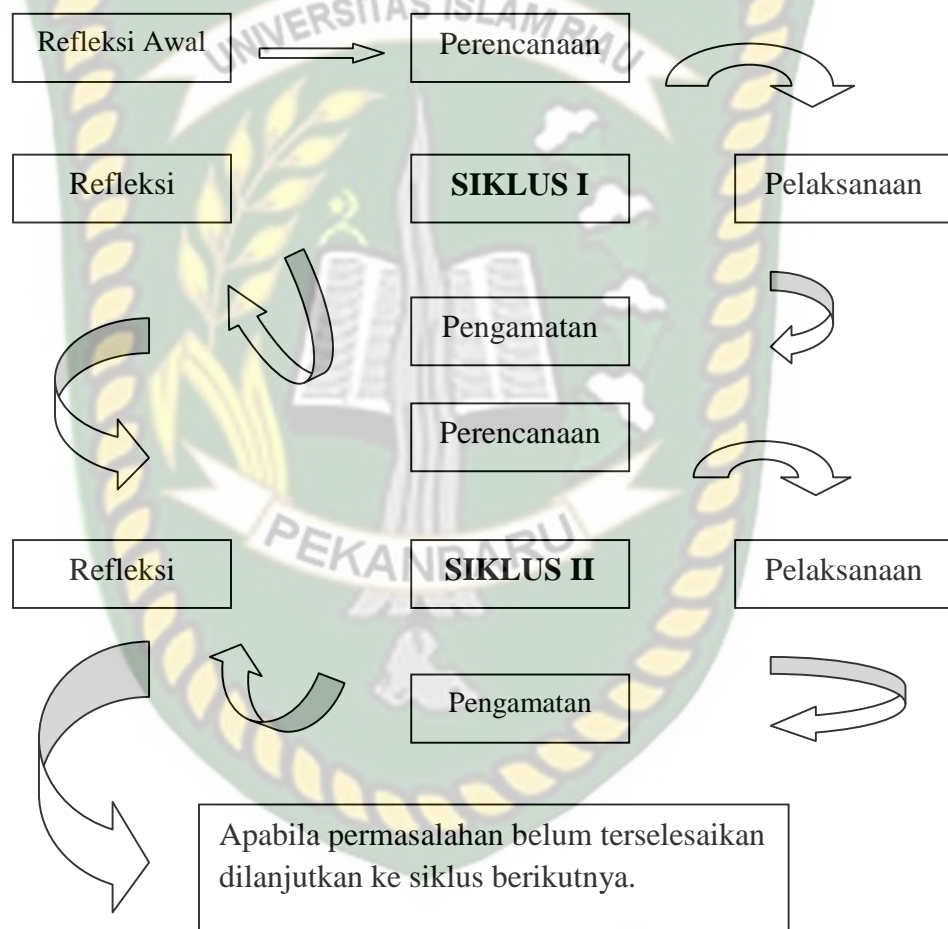 UNIVERSITAS ISLAM RIAU
Refleksi Awal
Perencanaan
Refleksi
SIKLUS I
Pelaksanaan
Pengamatan
Perencanaan
PEKANBARU
Refleksi
SIKLUS II
Pelaksanaan
Pengamatan
Apabila permasalahan belum terselesaikan
dilanjutkan ke siklus berikutnya.